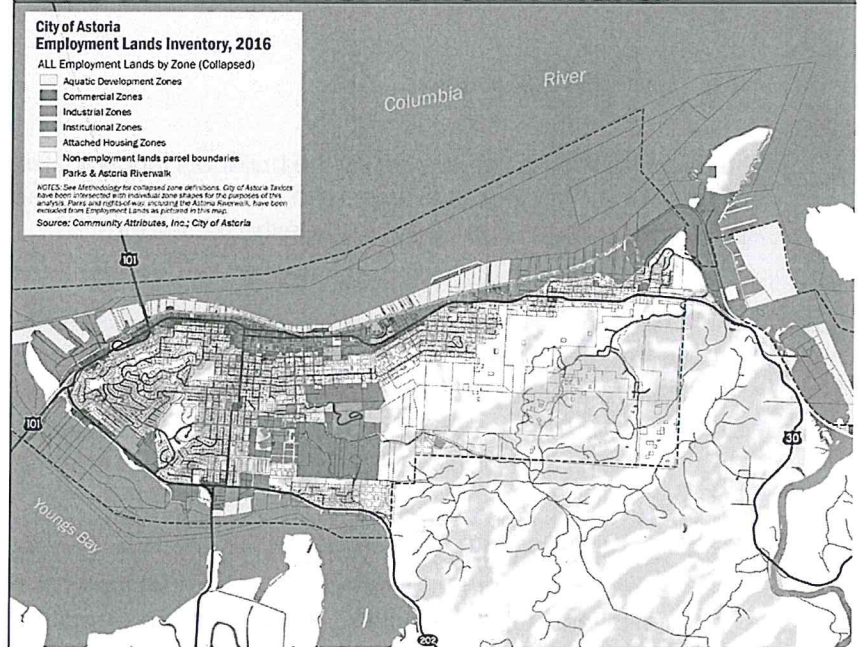 City of Astoria
Employment Lands Inventory, 2016
ALL Employment Lands by Zone (Collapsed)
Aquatic Development Zones
Commercial Zones
Industrial Zones
Institutional Zones
Attached Housing Zones
Non-employment lands parcel boundaries
Parks & Astoria Riverwalk
NOTES: See Methodology for collapsed zone definitions. City of Astoria Taxlots
have been intersected with individual zone shapes for the purposes of this
analysis. Parks and rights-of-way, including the Astoria Riverwalk, have been
excluded from Employment Lands as pictured in this map.
Source: Community Attributes, Inc.; City of Astoria
Columbia River
101
101
30
Youngs Bay
202